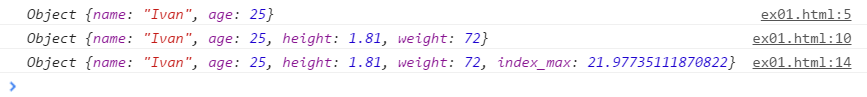 Object {name: "Ivan", age: 25} ex01.html:5
Object {name: "Ivan", age: 25, height: 1.81, weight: 72} ex01.html:10
Object {name: "Ivan", age: 25, height: 1.81, weight: 72, index_max: 21.97735111870822} ex01.html:14